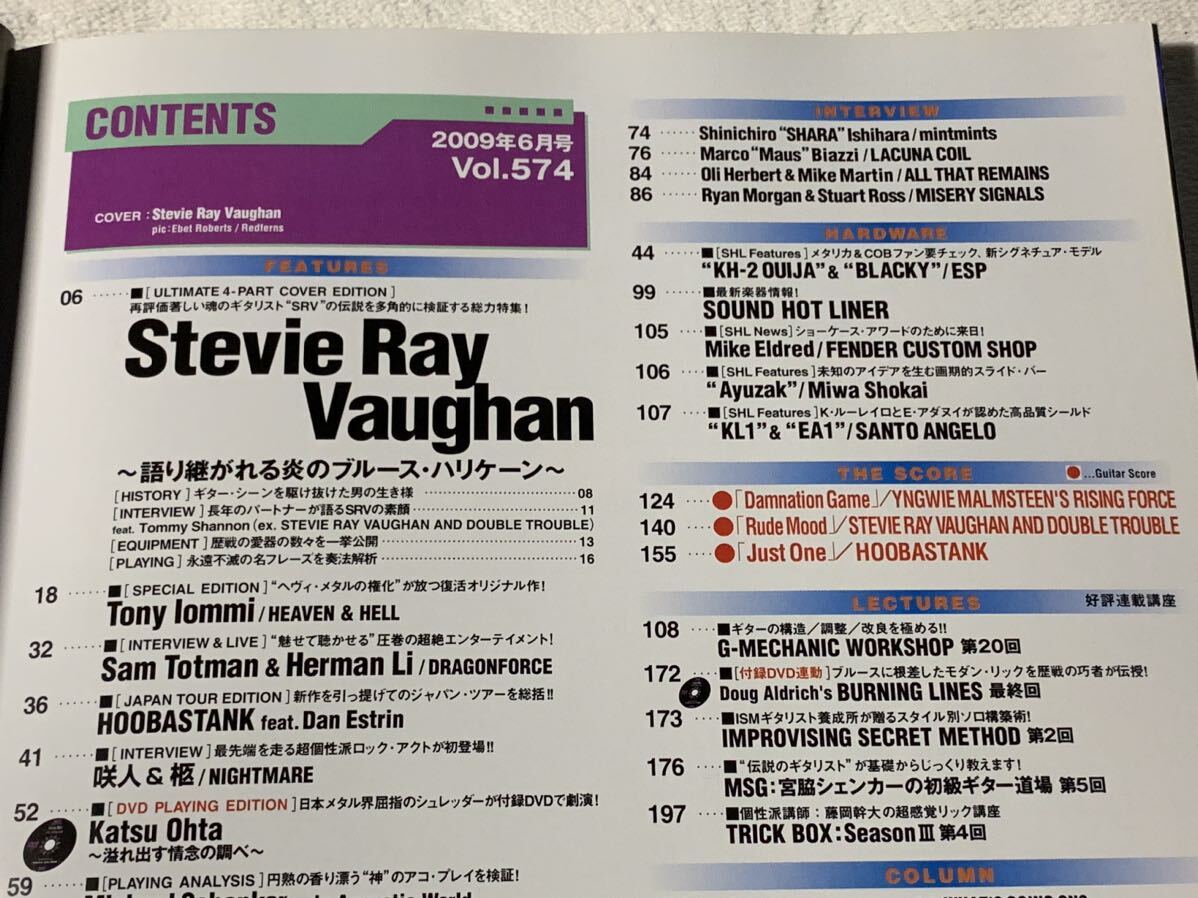 CONTENTS
2009年6月号
Vol.574
COVER : Stevie Ray Vaughan
pic:Ebet Roberts / Redferns
FEATURES
06 ······■[ ULTIMATE 4-PART COVER EDITION ]
再評価著しい魂のギタリスト“SRV”の伝説を多角的に検証する総力特集!
Stevie Ray
Vaughan
～語り継がれる炎のブルース・ハリケーン～
[ HISTORY ] ギター・シーンを駆け抜けた男の生き様 ······08
[ INTERVIEW ] 長年のパートナーが語るSRVの素顔 ······11
feat. Tommy Shannon (ex. STEVIE RAY VAUGHAN AND DOUBLE TROUBLE)
[ EQUIPMENT ] 歴戦の愛器の数々を一挙公開 ······13
[ PLAYING ] 永遠不滅の名フレーズを奏法解析 ······16
18 ······■[ SPECIAL EDITION ] “ヘヴィ・メタルの権化”が放つ復活オリジナル作!
Tony Iommi / HEAVEN & HELL
32 ······■[ INTERVIEW & LIVE ] “魅せて聴かせる”圧巻の超絶エンターテイメント!
Sam Totman & Herman Li / DRAGONFORCE
36 ······■[ JAPAN TOUR EDITION ] 新作を引っ提げてのジャパン・ツアーを総括!!
HOOBASTANK feat. Dan Estrin
41 ······■[ INTERVIEW ] 最先端を走る超個性派ロック・アクトが初登場!!
咲人 & 柩 / NIGHTMARE
52 ······■[ DVD PLAYING EDITION ] 日本メタル界屈指のシュレッダーが付録DVDで劇演!
Katsu Ohta
～溢れ出す情念の調べ～
59 ······■[PLAYING ANALYSIS] 円熟の香り漂う“神”のアコ・プレイを検証!
INTERVIEW
74 ······ Shinichiro “SHARA” Ishihara / mintmints
76 ······ Marco “Maus” Biazzi / LACUNA COIL
84 ······ Oli Herbert & Mike Martin / ALL THAT REMAINS
86 ······ Ryan Morgan & Stuart Ross / MISERY SIGNALS
HARDWARE
44 ······■[ SHL Features ] メタリカ&COBファン要チェック、新シグネチュア・モデル
“KH-2 OUIJA” & “BLACKY” / ESP
99 ······■最新楽器情報!
SOUND HOT LINER
105 ····■[ SHL News ] ショーケース・アワードのために来日!
Mike Eldred / FENDER CUSTOM SHOP
106 ····■[ SHL Features ] 未知のアイデアを生む画期的スライド・バー
“Ayuzak” / Miwa Shokai
107 ····■[ SHL Features ] K・ルーレイロとE・アダヌイが認めた高品質シールド
“KL1” & “EA1” / SANTO ANGELO
THE SCORE ●...Guitar Score
124 ····●「Damnation Game」/YNGWIE MALMSTEEN'S RISING FORCE
140 ····●「Rude Mood」/STEVIE RAY VAUGHAN AND DOUBLE TROUBLE
155 ····●「Just One」/HOOBASTANK
LECTURES 好評連載講座
108 ····■ギターの構造／調整／改良を極める!!
G-MECHANIC WORKSHOP 第20回
172 ····■[付録DVD連動] ブルースに根差したモダン・リックを歴戦の巧者が伝授!
Doug Aldrich's BURNING LINES 最終回
173 ····■ISMギタリスト養成所が贈るスタイル別ソロ構築術!
IMPROVISING SECRET METHOD 第2回
176 ····■“伝説のギタリスト”が基礎からじっくり教えます!
MSG:宮脇シェンカーの初級ギター道場 第5回
197 ····■個性派講師：藤岡幹大の超感覚リック講座
TRICK BOX:Season Ⅲ 第4回
COLUMN